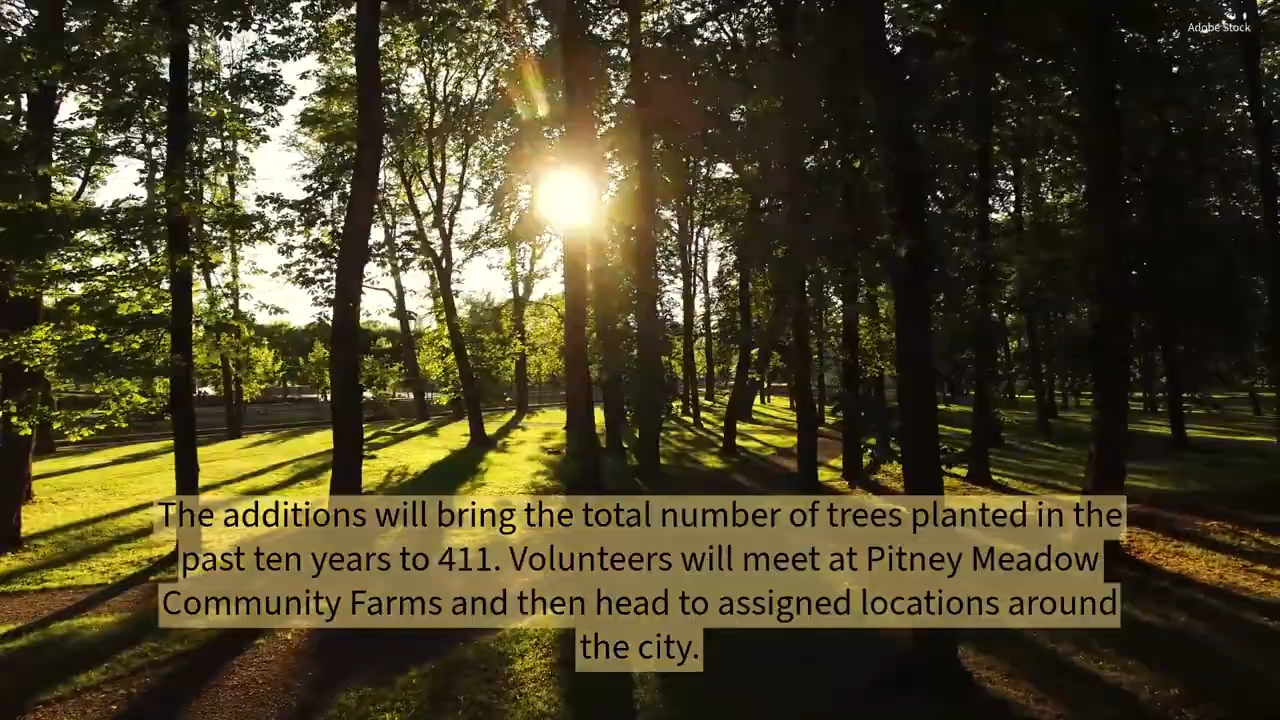 Adobe Stock
The additions will bring the total number of trees planted in the
past ten years to 411. Volunteers will meet at Pitney Meadow
Community Farms and then head to assigned locations around
the city.